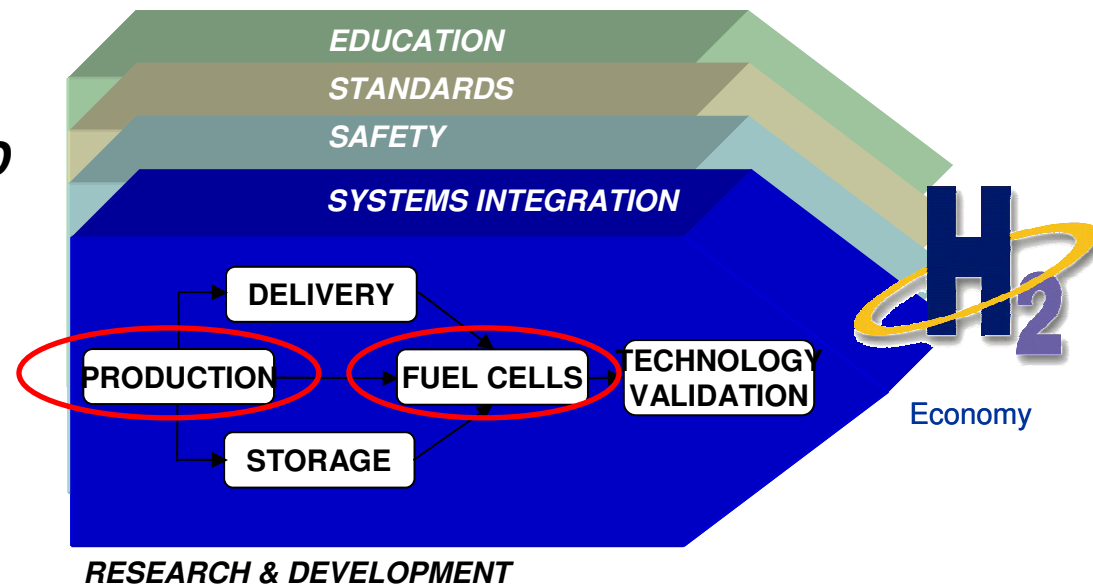 EDUCATION
STANDARDS
SAFETY
SYSTEMS INTEGRATION
DELIVERY
PRODUCTION
FUEL CELLS
TECHNOLOGY
VALIDATION
STORAGE
H2
Economy
RESEARCH & DEVELOPMENT